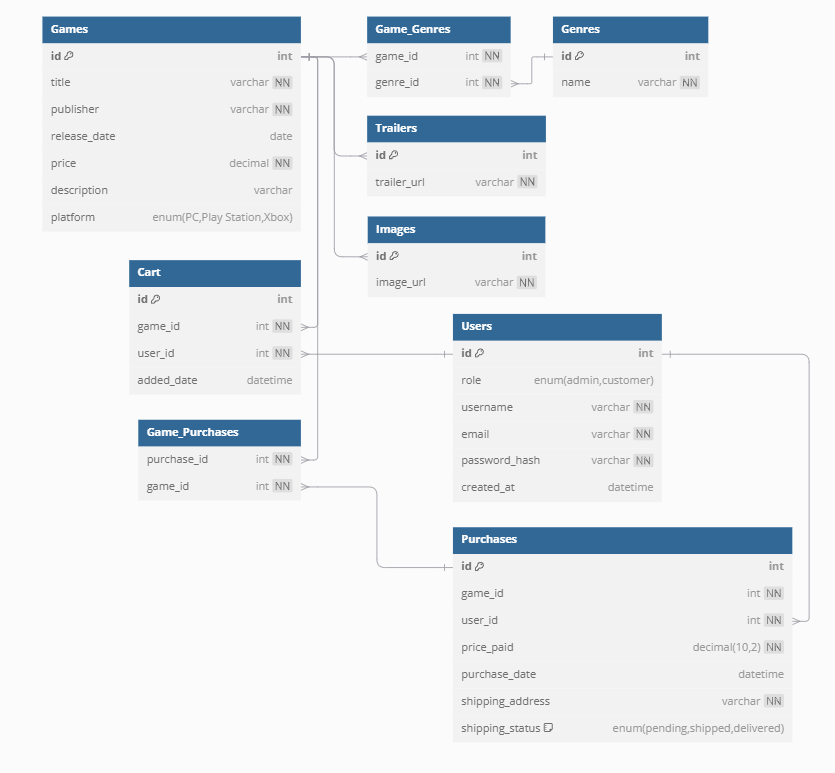 Games
id int
title varchar NN
publisher varchar NN
release_date date
price decimal NN
description varchar
platform enum(PC,Play Station,Xbox)
Game_Genres
game_id int NN
genre_id int NN
Genres
id int
name varchar NN
Trailers
id int
trailer_url varchar NN
Images
id int
image_url varchar NN
Cart
id int
game_id int NN
user_id int NN
added_date datetime
Users
id int
role enum(admin,customer)
username varchar NN
email varchar NN
password_hash varchar NN
created_at datetime
Game_Purchases
purchase_id int NN
game_id int NN
Purchases
id int
game_id int NN
user_id int NN
price_paid decimal(10,2) NN
purchase_date datetime
shipping_address varchar NN
shipping_status enum(pending,shipped,delivered)